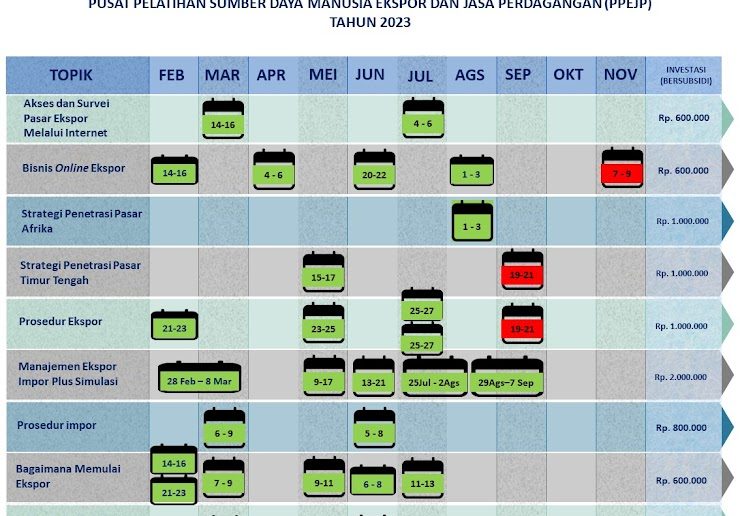 PUSAT PELATIHAN SUMBER DAYA MANUSIA EKSPOR DAN JASA PERDAGANGAN (PPEJP)
TAHUN 2023
TOPIK FEB MAR APR MEI JUN JUL AGS SEP OKT NOV INVESTASI (BERSUBSIDI)
Akses dan Survei
Pasar Ekspor
Melalui Internet
14-16 4 - 6 Rp. 600.000
Bisnis Online Ekspor 14-16 4 - 6 20-22 1 - 3 7 - 9 Rp. 600.000
Strategi Penetrasi Pasar
Afrika
1 - 3 Rp. 1.000.000
Strategi Penetrasi Pasar
Timur Tengah
15-17 19-21 Rp. 1.000.000
Prosedur Ekspor 21-23 23-25 25-27 25-27 19-21 Rp. 1.000.000
Manajemen Ekspor
Impor Plus Simulasi
28 Feb – 8 Mar 9-17 13-21 25Jul - 2Ags 29Ags–7 Sep Rp. 2.000.000
Prosedur impor 6 - 9 5 - 8 Rp. 800.000
Bagaimana Memulai
Ekspor
14-16 21-23 7 - 9 9-11 6 - 8 11-13 Rp. 600.000